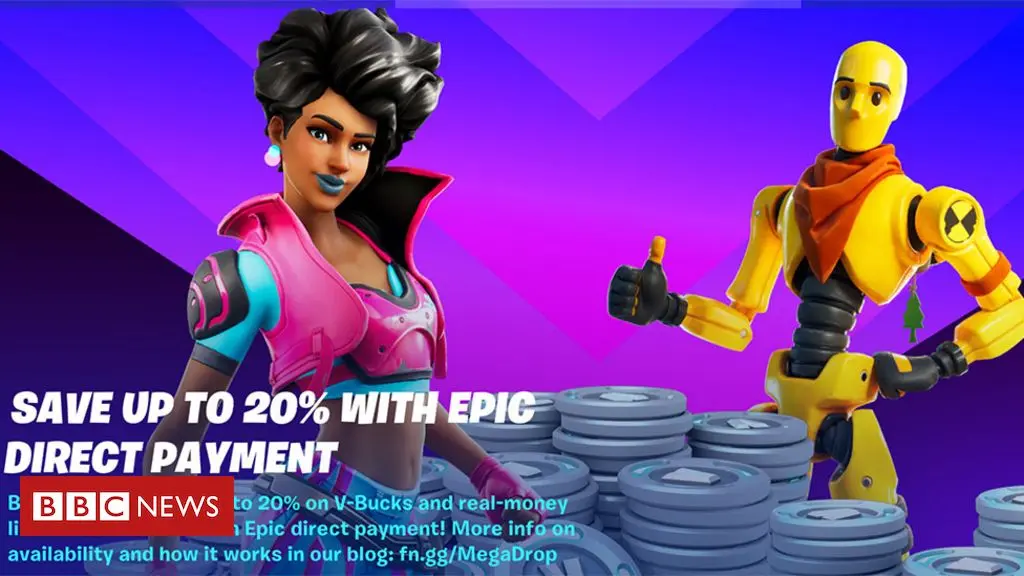 SAVE UP TO 20% WITH EPIC
DIRECT PAYMENT
B
to 20% on V-Bucks and real-money
BBC NEWS
li
Epic direct payment! More info on
availability and how it works in our blog: fn.gg/MegaDrop